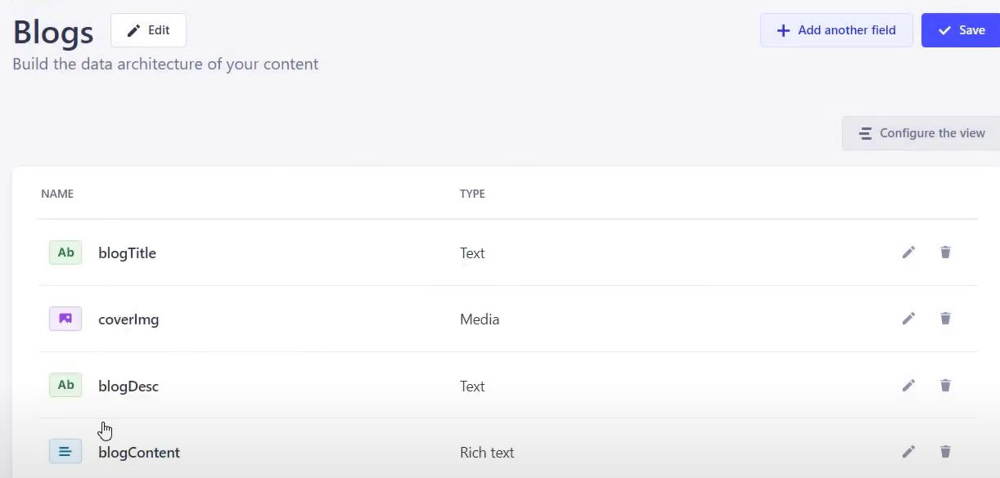 Blogs
Edit
Add another field
Save
Build the data architecture of your content
Configure the view
NAME TYPE
Ab blogTitle Text
coverImg Media
Ab blogDesc Text
blogContent Rich text